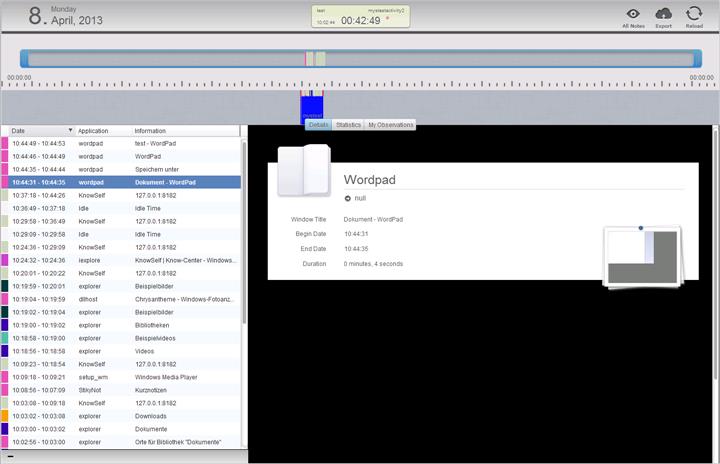 8. Monday
April, 2013
test mytestactivity2
10:02:44 00:42:49 *
All Notes Export Reload
00:00:00 00:00:00
Details Statistics My Observations
Date Application Information
10:44:49 - 10:44:53 wordpad test - WordPad
10:44:46 - 10:44:49 wordpad WordPad
10:44:35 - 10:44:44 wordpad Speichern unter
10:44:31 - 10:44:35 wordpad Dokument - WordPad
10:37:18 - 10:44:26 KnowSelf 127.0.0.1:8182
10:36:49 - 10:37:18 Idle Idle Time
10:29:58 - 10:36:49 KnowSelf 127.0.0.1:8182
10:29:09 - 10:29:58 Idle Idle Time
10:24:36 - 10:29:09 KnowSelf 127.0.0.1:8182
10:24:32 - 10:24:36 iexplore KnowSelf | Know-Center - Windows...
10:20:01 - 10:20:22 KnowSelf 127.0.0.1:8182
10:19:59 - 10:20:01 explorer Beispielbilder
10:19:04 - 10:19:59 dllhost Chrysantheme - Windows-Fotoanz...
10:19:02 - 10:19:04 explorer Beispielbilder
10:19:00 - 10:19:02 explorer Bibliotheken
10:18:58 - 10:19:00 explorer Beispielvideos
10:18:56 - 10:18:58 explorer Videos
10:09:23 - 10:18:54 KnowSelf 127.0.0.1:8182
10:09:18 - 10:09:21 setup_wm Windows Media Player
10:08:56 - 10:07:09 StikyNot Kurznotizen
10:03:08 - 10:09:18 KnowSelf 127.0.0.1:8182
10:03:02 - 10:03:08 explorer Downloads
10:03:00 - 10:03:02 explorer Dokumente
10:02:56 - 10:03:00 explorer Orte für Bibliothek "Dokumente"
Wordpad
null
Window Title Dokument - WordPad
Begin Date 10:44:31
End Date 10:44:35
Duration 0 minutes, 4 seconds